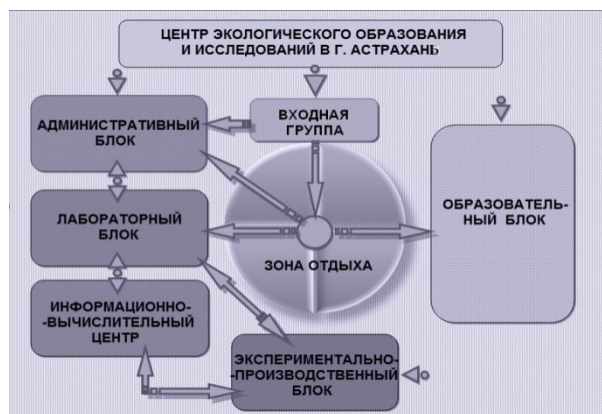 ЦЕНТР ЭКОЛОГИЧЕСКОГО ОБРАЗОВАНИЯ
И ИССЛЕДОВАНИЙ В Г. АСТРАХАНЬ
АДМИНИСТРАТИВНЫЙ
БЛОК
ВХОДНАЯ
ГРУППА
ОБРАЗОВАТЕЛЬ-
НЫЙ БЛОК
ЛАБОРАТОРНЫЙ
БЛОК
ЗОНА ОТДЫХА
ИНФОРМАЦИОННО-
-ВЫЧИСЛИТЕЛЬНЫЙ
ЦЕНТР
ЭКСПЕРИМЕНТАЛЬНО-
-ПРОИЗВОДСТВЕННЫЙ
БЛОК